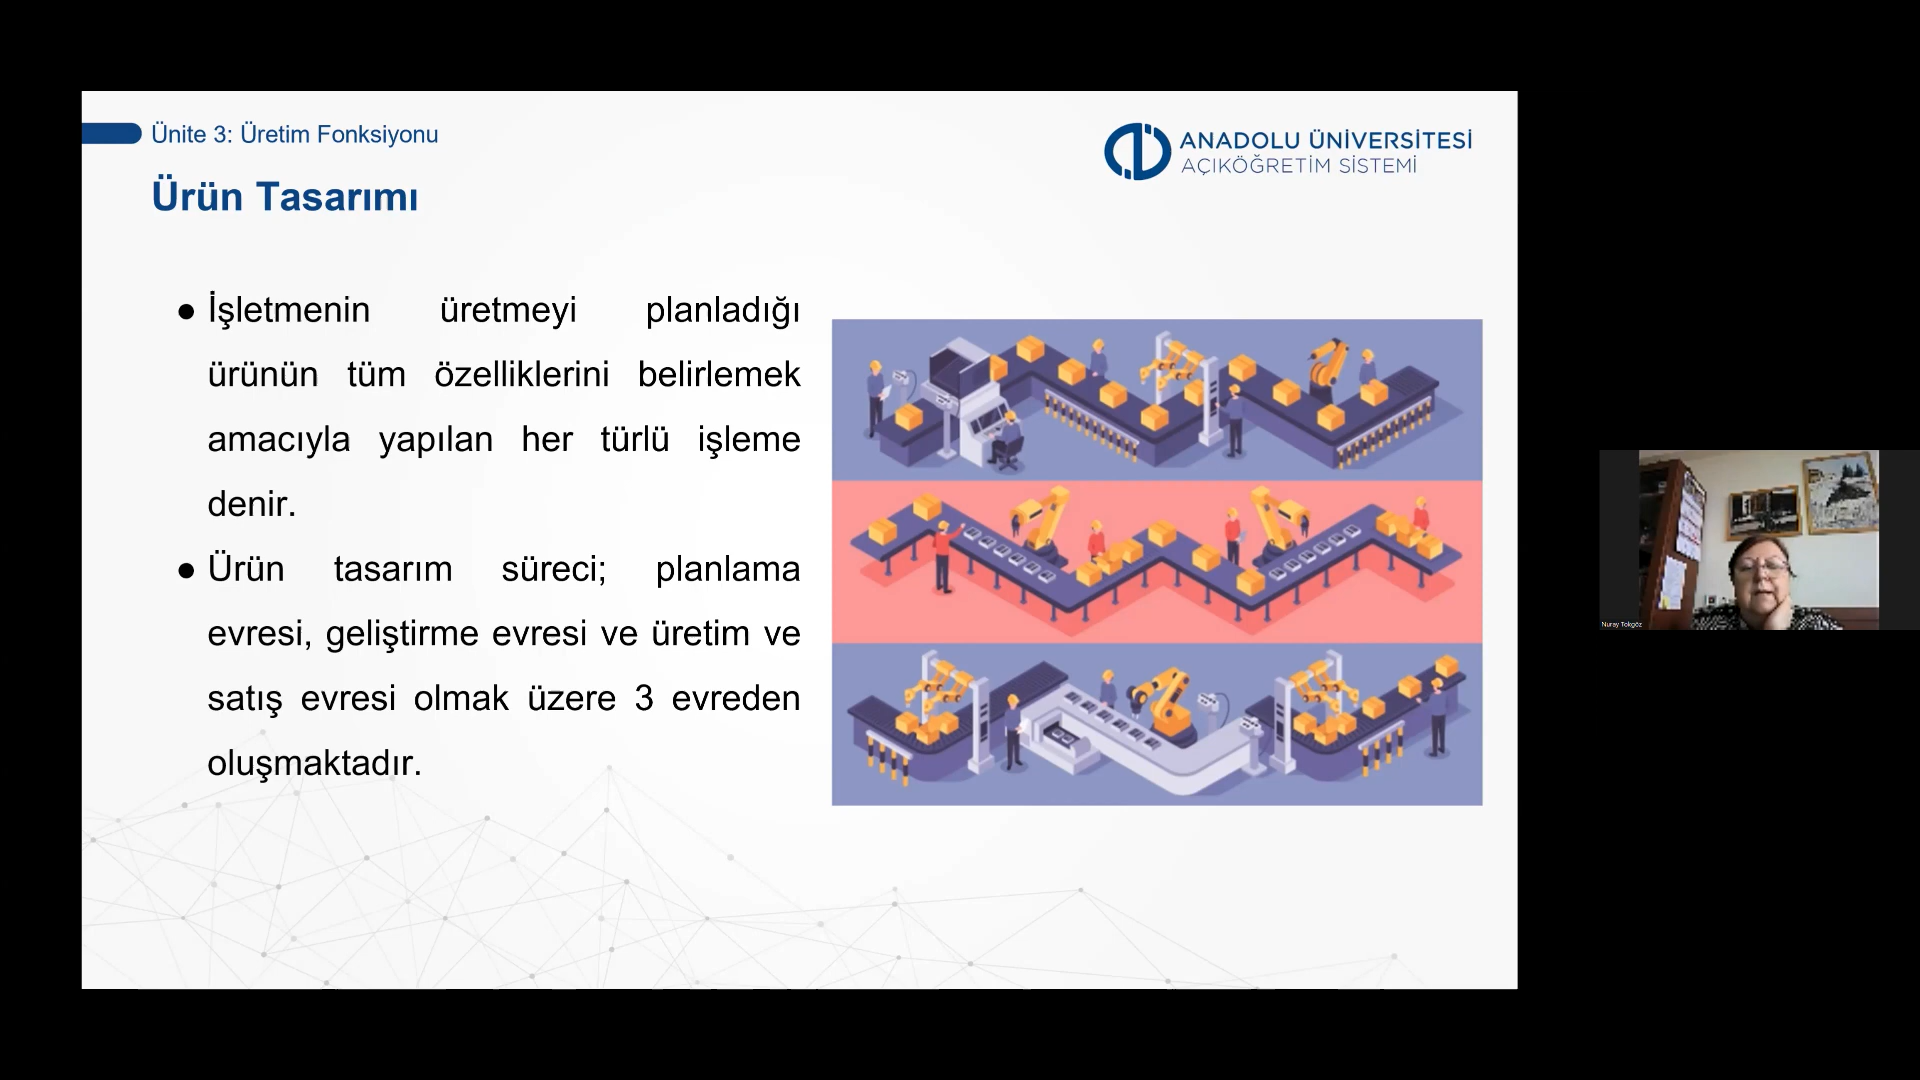 Ünite 3: Üretim Fonksiyonu
ANADOLU ÜNİVERSİTESİ
AÇIKÖĞRETİM SİSTEMİ
Ürün Tasarımı
● İşletmenin üretmeyi planladığı
ürünün tüm özelliklerini belirlemek
amacıyla yapılan her türlü işleme
denir.
● Ürün tasarım süreci; planlama
evresi, geliştirme evresi ve üretim ve
satış evresi olmak üzere 3 evreden
oluşmaktadır.
Nuray Tokgöz